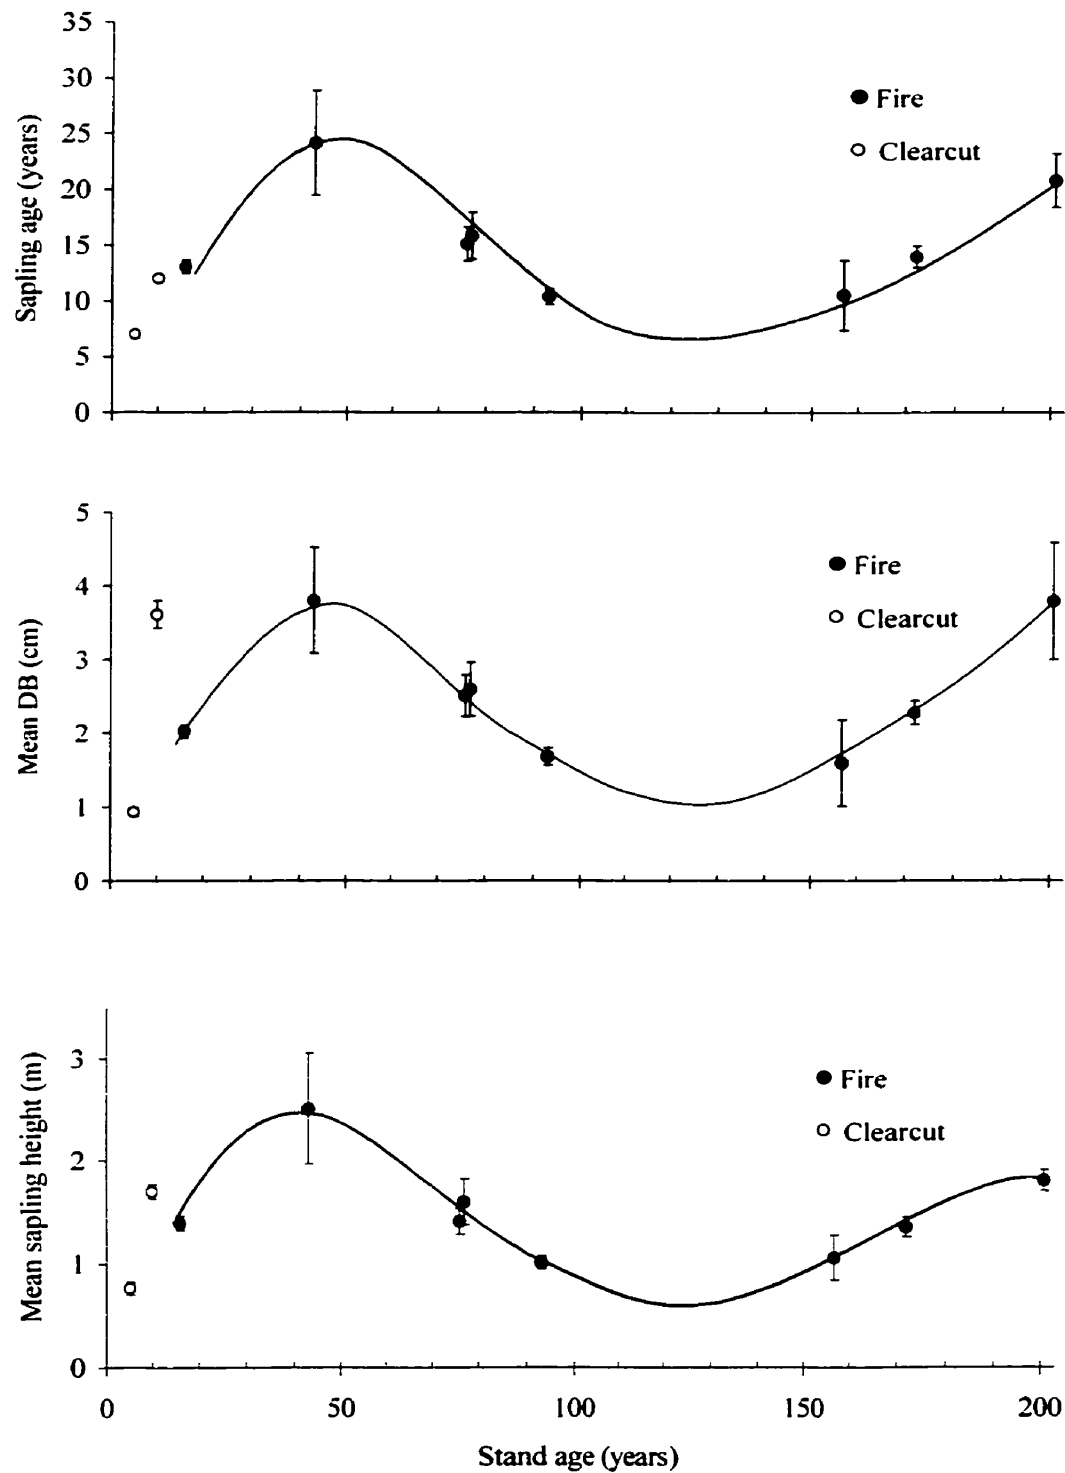 35
30
25
20
15
10
5
0
Sapling age (years)
Fire
Clearcut
5
4
3
2
1
0
Mean DB (cm)
Fire
Clearcut
3
2
1
0
Mean sapling height (m)
Fire
Clearcut
0 50 100 150 200
Stand age (years)